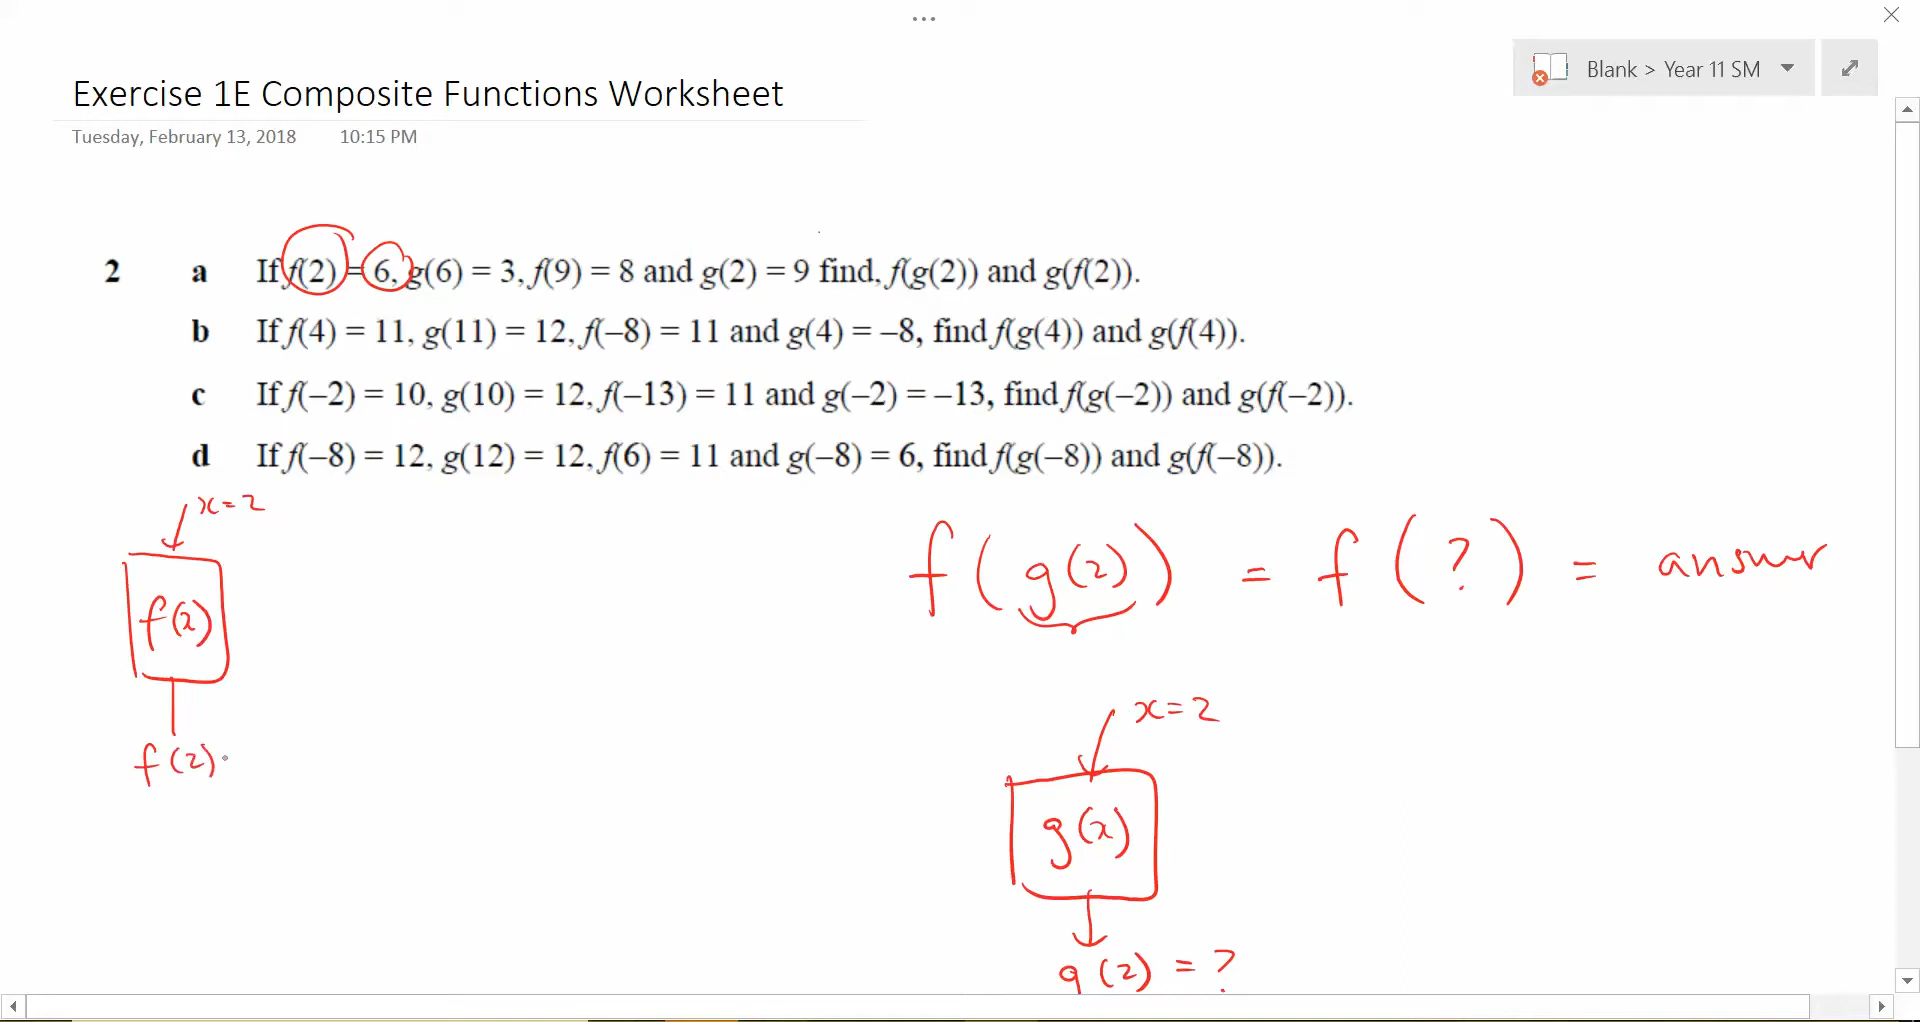 ...
Blank > Year 11 SM
Exercise 1E Composite Functions Worksheet
Tuesday, February 13, 2018 10:15 PM
2 a If f(2) = 6, g(6) = 3, f(9) = 8 and g(2) = 9 find, f(g(2)) and g(f(2)).
b If f(4) = 11, g(11) = 12, f(–8) = 11 and g(4) = –8, find f(g(4)) and g(f(4)).
c If f(–2) = 10, g(10) = 12, f(–13) = 11 and g(–2) = –13, find f(g(–2)) and g(f(–2)).
d If f(–8) = 12, g(12) = 12, f(6) = 11 and g(–8) = 6, find f(g(–8)) and g(f(–8)).
x=2
f(g(2)) = f(?) = answer
f(x)
f(2)
x=2
g(x)
g(2) = ?